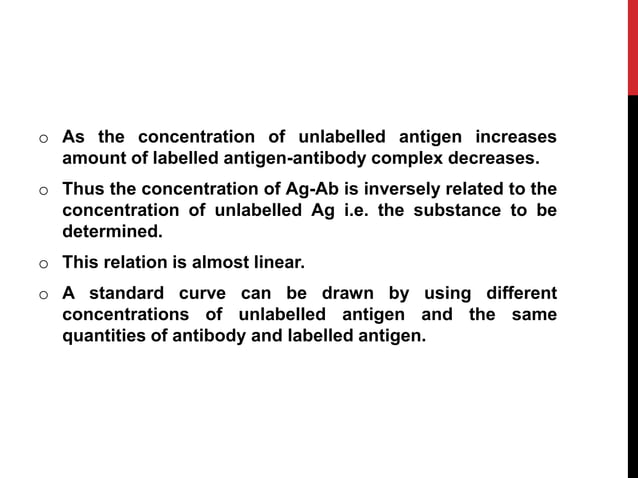 o As the concentration of unlabelled antigen increases
amount of labelled antigen-antibody complex decreases.
o Thus the concentration of Ag-Ab is inversely related to the
concentration of unlabelled Ag i.e. the substance to be
determined.
o This relation is almost linear.
o A standard curve can be drawn by using different
concentrations of unlabelled antigen and the same
quantities of antibody and labelled antigen.